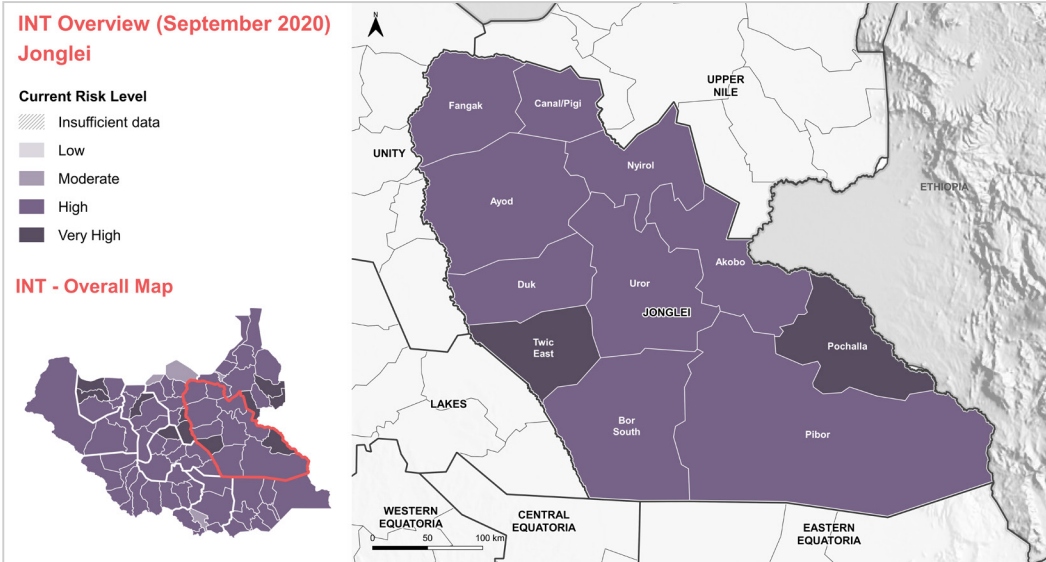 INT Overview (September 2020)
Jonglei
Current Risk Level
Insufficient data
Low
Moderate
High
Very High
INT - Overall Map
N
UPPER
NILE
Fangak
Canal/Pigi
UNITY
Nyirol
ETHIOPIA
Ayod
Akobo
Duk
Uror
JONGLEI
Twic
East
Pochalla
LAKES
Bor
South
Pibor
WESTERN
EQUATORIA
CENTRAL
EQUATORIA
EASTERN
EQUATORIA
0 50 100 km